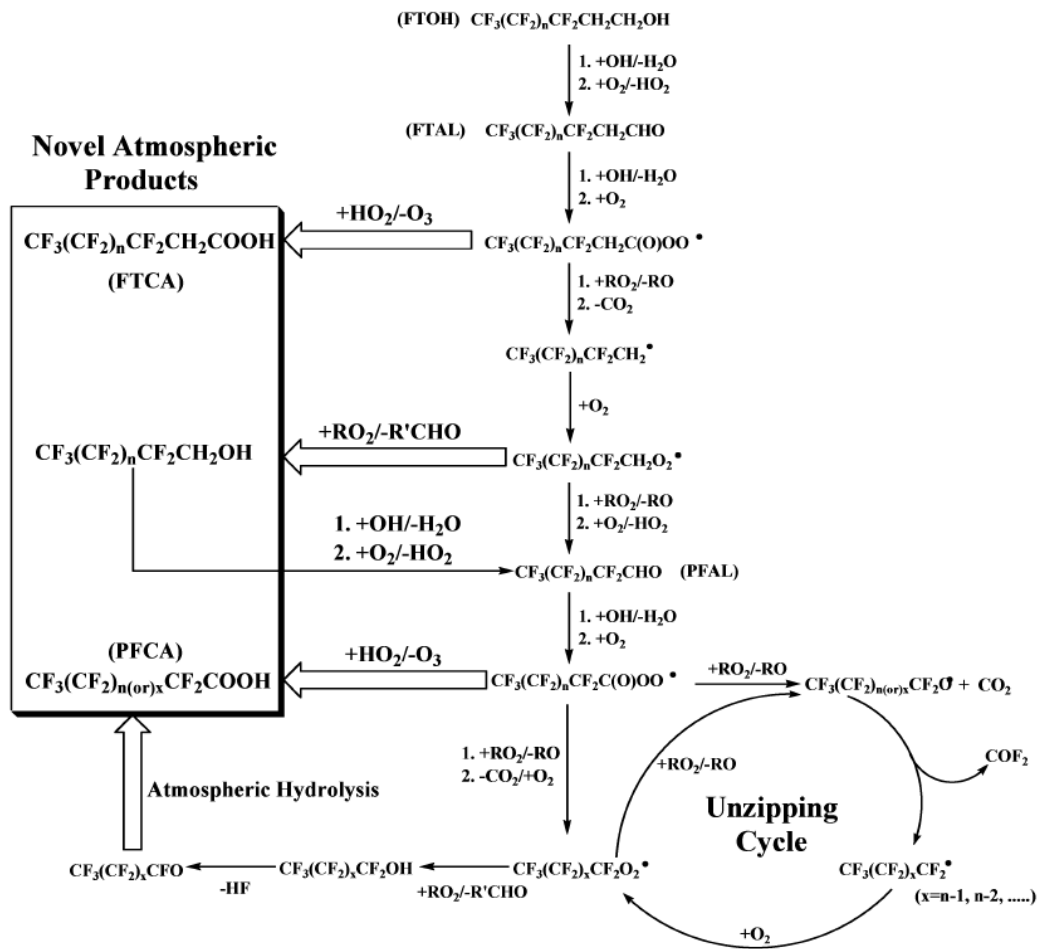 (FTOH) CF₃(CF₂)ₙCF₂CH₂CH₂OH
1. +OH/-H₂O
2. +O₂/-HO₂
(FTAL) CF₃(CF₂)ₙCF₂CH₂CHO
Novel Atmospheric
Products
1. +OH/-H₂O
2. +O₂
+HO₂/-O₃
CF₃(CF₂)ₙCF₂CH₂COOH
(FTCA)
CF₃(CF₂)ₙCF₂CH₂C(O)OO •
1. +RO₂/-RO
2. -CO₂
CF₃(CF₂)ₙCF₂CH₂•
+O₂
+RO₂/-R'CHO
CF₃(CF₂)ₙCF₂CH₂OH
CF₃(CF₂)ₙCF₂CH₂O₂•
1. +RO₂/-RO
2. +O₂/-HO₂
1. +OH/-H₂O
2. +O₂/-HO₂
CF₃(CF₂)ₙCF₂CHO (PFAL)
1. +OH/-H₂O
2. +O₂
(PFCA)
CF₃(CF₂)ₙ₍ₒᵣ₎ₓCF₂COOH
+HO₂/-O₃
CF₃(CF₂)ₙCF₂C(O)OO •
+RO₂/-RO
CF₃(CF₂)ₙ₍ₒᵣ₎ₓCF₂O• + CO₂
1. +RO₂/-RO
2. -CO₂/+O₂
+RO₂/-RO
COF₂
Unzipping
Cycle
Atmospheric Hydrolysis
CF₃(CF₂)ₓCFO
-HF
CF₃(CF₂)ₓCF₂OH
+RO₂/-R'CHO
CF₃(CF₂)ₓCF₂O₂•
CF₃(CF₂)ₓCF₂•
(x=n-1, n-2, .....)
+O₂